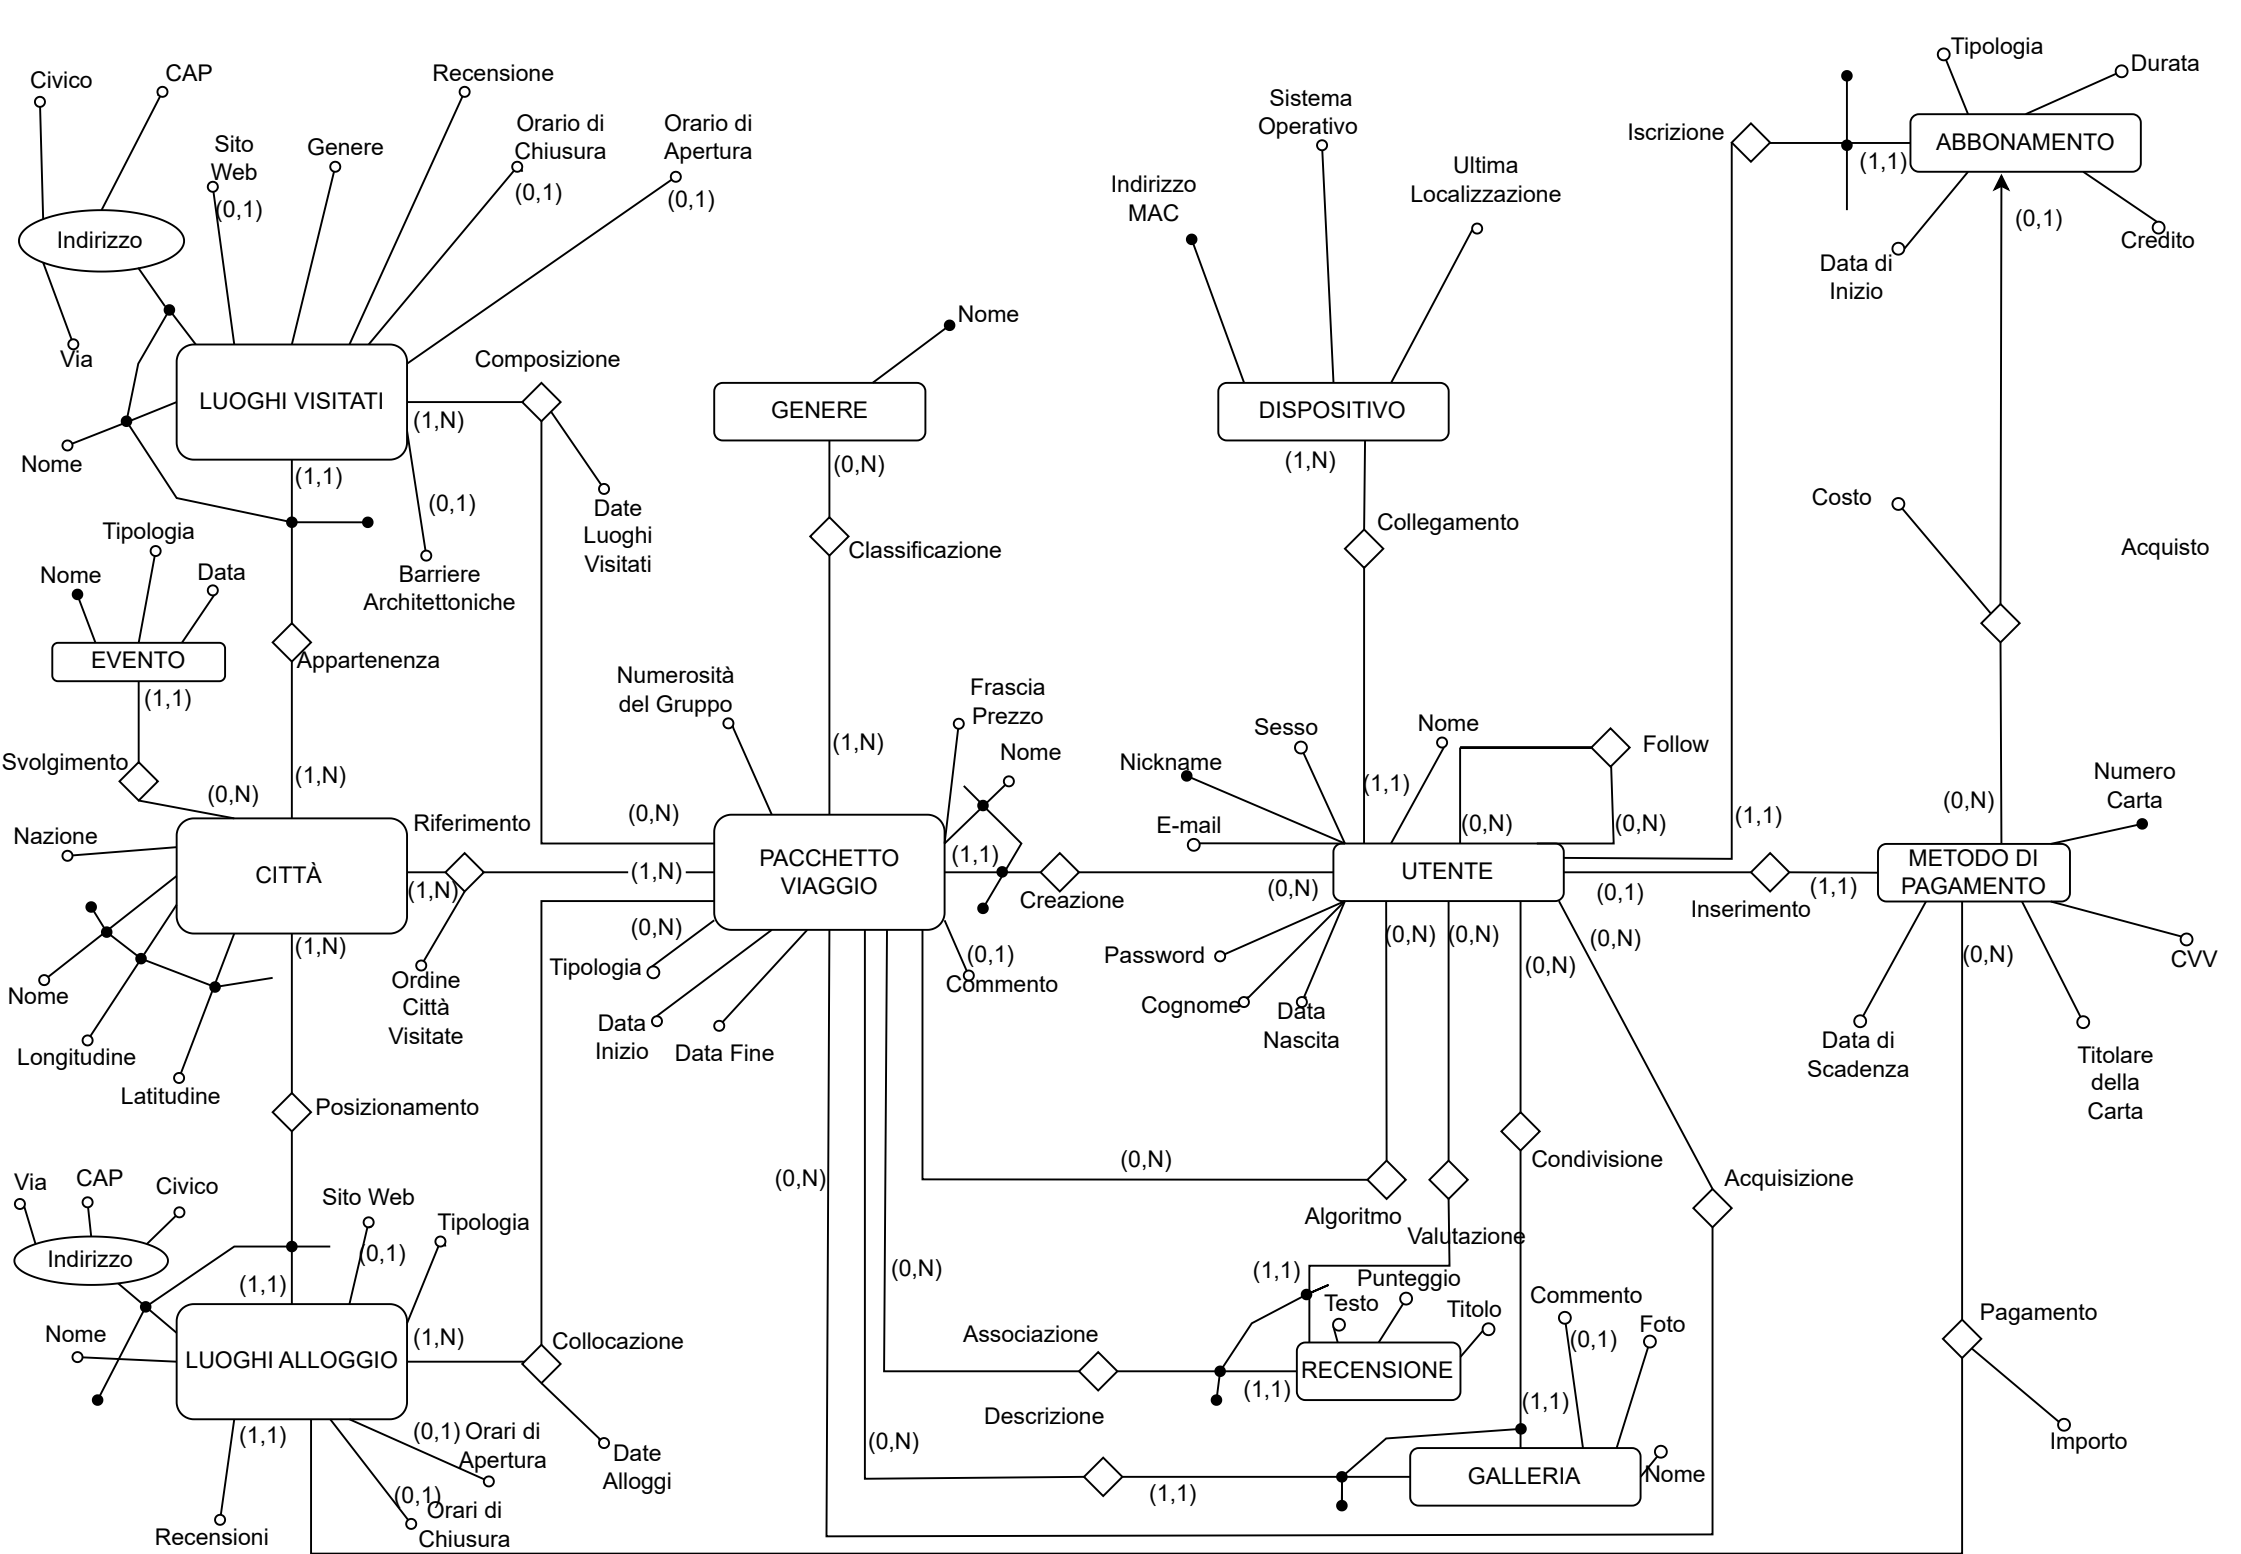 Tipologia
Durata
Civico
CAP
Recensione
Sistema
Operativo
Orario di
Chiusura
(0,1)
Orario di
Apertura
(0,1)
Iscrizione
ABBONAMENTO
(1,1)
Sito
Web
(0,1)
Genere
Ultima
Localizzazione
Indirizzo
MAC
(0,1)
Credito
Indirizzo
Data di
Inizio
Nome
Via
Composizione
LUOGHI VISITATI
(1,N)
GENERE
DISPOSITIVO
Nome
(1,1)
(0,N)
(1,N)
(0,1)
Date
Luoghi
Visitati
Costo
Collegamento
Acquisto
Tipologia
Classificazione
Nome
Data
Barriere
Architettoniche
EVENTO
Appartenenza
(1,1)
Numerosità
del Gruppo
Frascia
Prezzo
Sesso
Nome
Follow
(1,N)
Nome
Svolgimento
Nickname
(1,1)
Numero
Carta
(1,N)
(0,N)
(0,N)
(0,N)
(0,N)
(0,N)
(1,1)
Nazione
Riferimento
E-mail
CITTÀ
(1,N)
(1,N)
PACCHETTO
VIAGGIO
(1,1)
Creazione
(0,N)
UTENTE
(0,1)
Inserimento
(1,1)
METODO DI
PAGAMENTO
(1,N)
(0,N)
(0,N)
(0,N)
(0,N)
(0,N)
(0,N)
Tipologia
(0,1)
Commento
Password
CVV
Nome
Ordine
Città
Visitate
Cognome
Data
Nascita
Data
Inizio
Data Fine
Longitudine
Latitudine
Data di
Scadenza
Titolare
della
Carta
Posizionamento
(0,N)
(0,N)
Condivisione
Acquisizione
Via
CAP
Civico
Sito Web
(0,1)
Tipologia
Algoritmo
Valutazione
Indirizzo
(1,1)
(0,N)
(1,1)
Punteggio
Testo
Titolo
Commento
(0,1)
Foto
Pagamento
Nome
LUOGHI ALLOGGIO
(1,N)
Collocazione
Associazione
(1,1)
RECENSIONE
Descrizione
(1,1)
(1,1)
(0,1)
Orari di
Apertura
(0,N)
Date
Alloggi
Importo
(0,1)
Orari di
Chiusura
(1,1)
GALLERIA
Nome
Recensioni